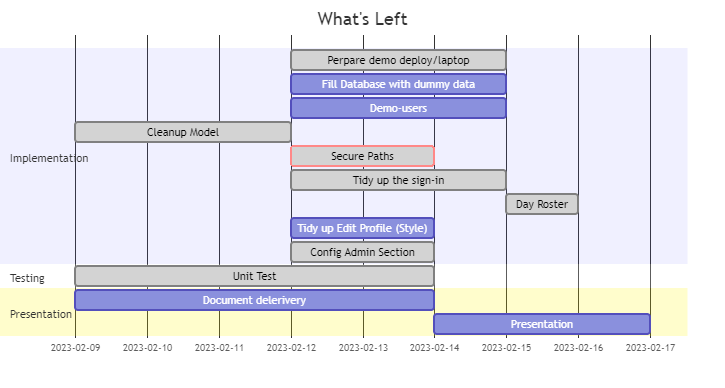 What's Left
Perpare demo deploy/laptop
Fill Database with dummy data
Demo-users
Cleanup Model
Implementation
Secure Paths
Tidy up the sign-in
Day Roster
Tidy up Edit Profile (Style)
Config Admin Section
Testing
Unit Test
Document delerivery
Presentation
Presentation
2023-02-09 2023-02-10 2023-02-11 2023-02-12 2023-02-13 2023-02-14 2023-02-15 2023-02-16 2023-02-17